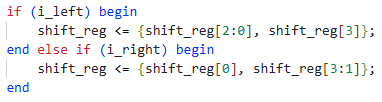 if (i_left) begin
    shift_reg <= {shift_reg[2:0], shift_reg[3]};
end else if (i_right) begin
    shift_reg <= {shift_reg[0], shift_reg[3:1]};
end